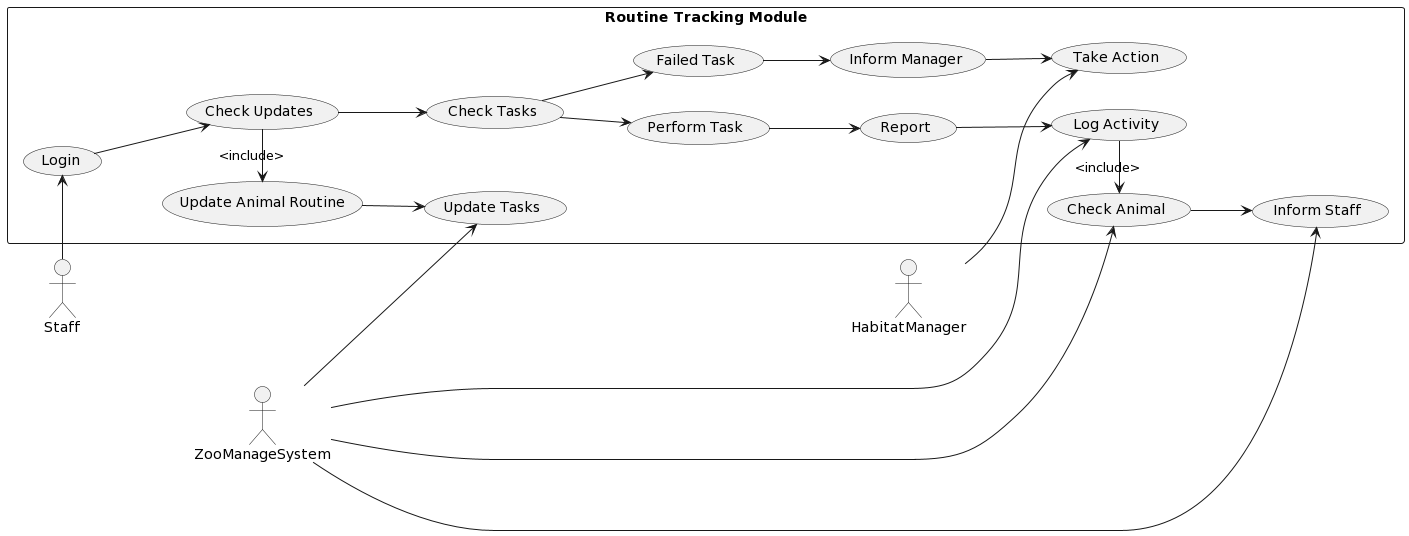 Routine Tracking Module
Failed Task
Inform Manager
Take Action
Check Updates
Check Tasks
Perform Task
Report
Log Activity
Login
<include>
<include>
Update Animal Routine
Update Tasks
Check Animal
Inform Staff
Staff
HabitatManager
ZooManageSystem